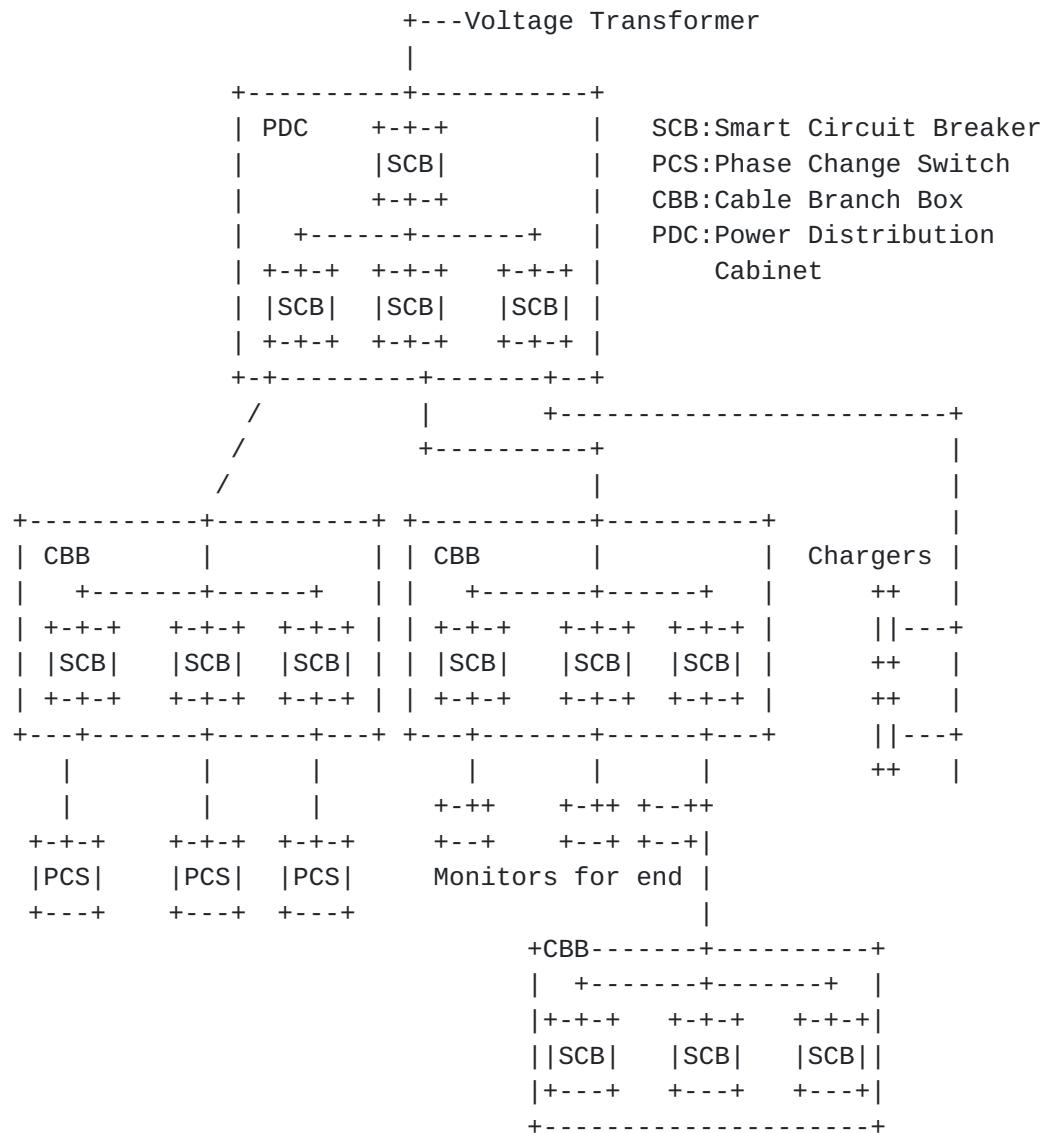 +---Voltage Transformer
|
+----------+-----------+
| PDC    +-+-+         |   SCB:Smart Circuit Breaker
|        |SCB|         |   PCS:Phase Change Switch
|        +-+-+         |   CBB:Cable Branch Box
|   +------+-------+   |   PDC:Power Distribution
| +-+-+  +-+-+   +-+-+ |       Cabinet
| |SCB|  |SCB|   |SCB| |
| +-+-+  +-+-+   +-+-+ |
+-+---------+-------+--+
/          |       +-------------------------+
/           +----------+                      |
/                       |                      |
+-----------+----------+ +-----------+----------+           |
| CBB       |          | | CBB       |          |  Chargers |
|   +-------+------+   | |   +-------+------+   |      ++   |
| +-+-+   +-+-+  +-+-+ | | +-+-+   +-+-+  +-+-+ |      ||---+
| |SCB|   |SCB|  |SCB| | | |SCB|   |SCB|  |SCB| |      ++   |
| +-+-+   +-+-+  +-+-+ | | +-+-+   +-+-+  +-+-+ |      ++   |
+---+-------+------+---+ +---+-------+------+---+      ||---+
|        |      |         |       |      |          ++   |
|        |      |       +-++    +-++ +--++
+-+-+    +-+-+  +-+-+     +--+    +--+ +--+|
|PCS|    |PCS|  |PCS|     Monitors for end |
+---+    +---+  +---+                      |
+CBB-------+----------+
|  +-------+-------+  |
|+-+-+   +-+-+   +-+-+|
||SCB|   |SCB|   |SCB||
|+---+   +---+   +---+|
+---------------------+